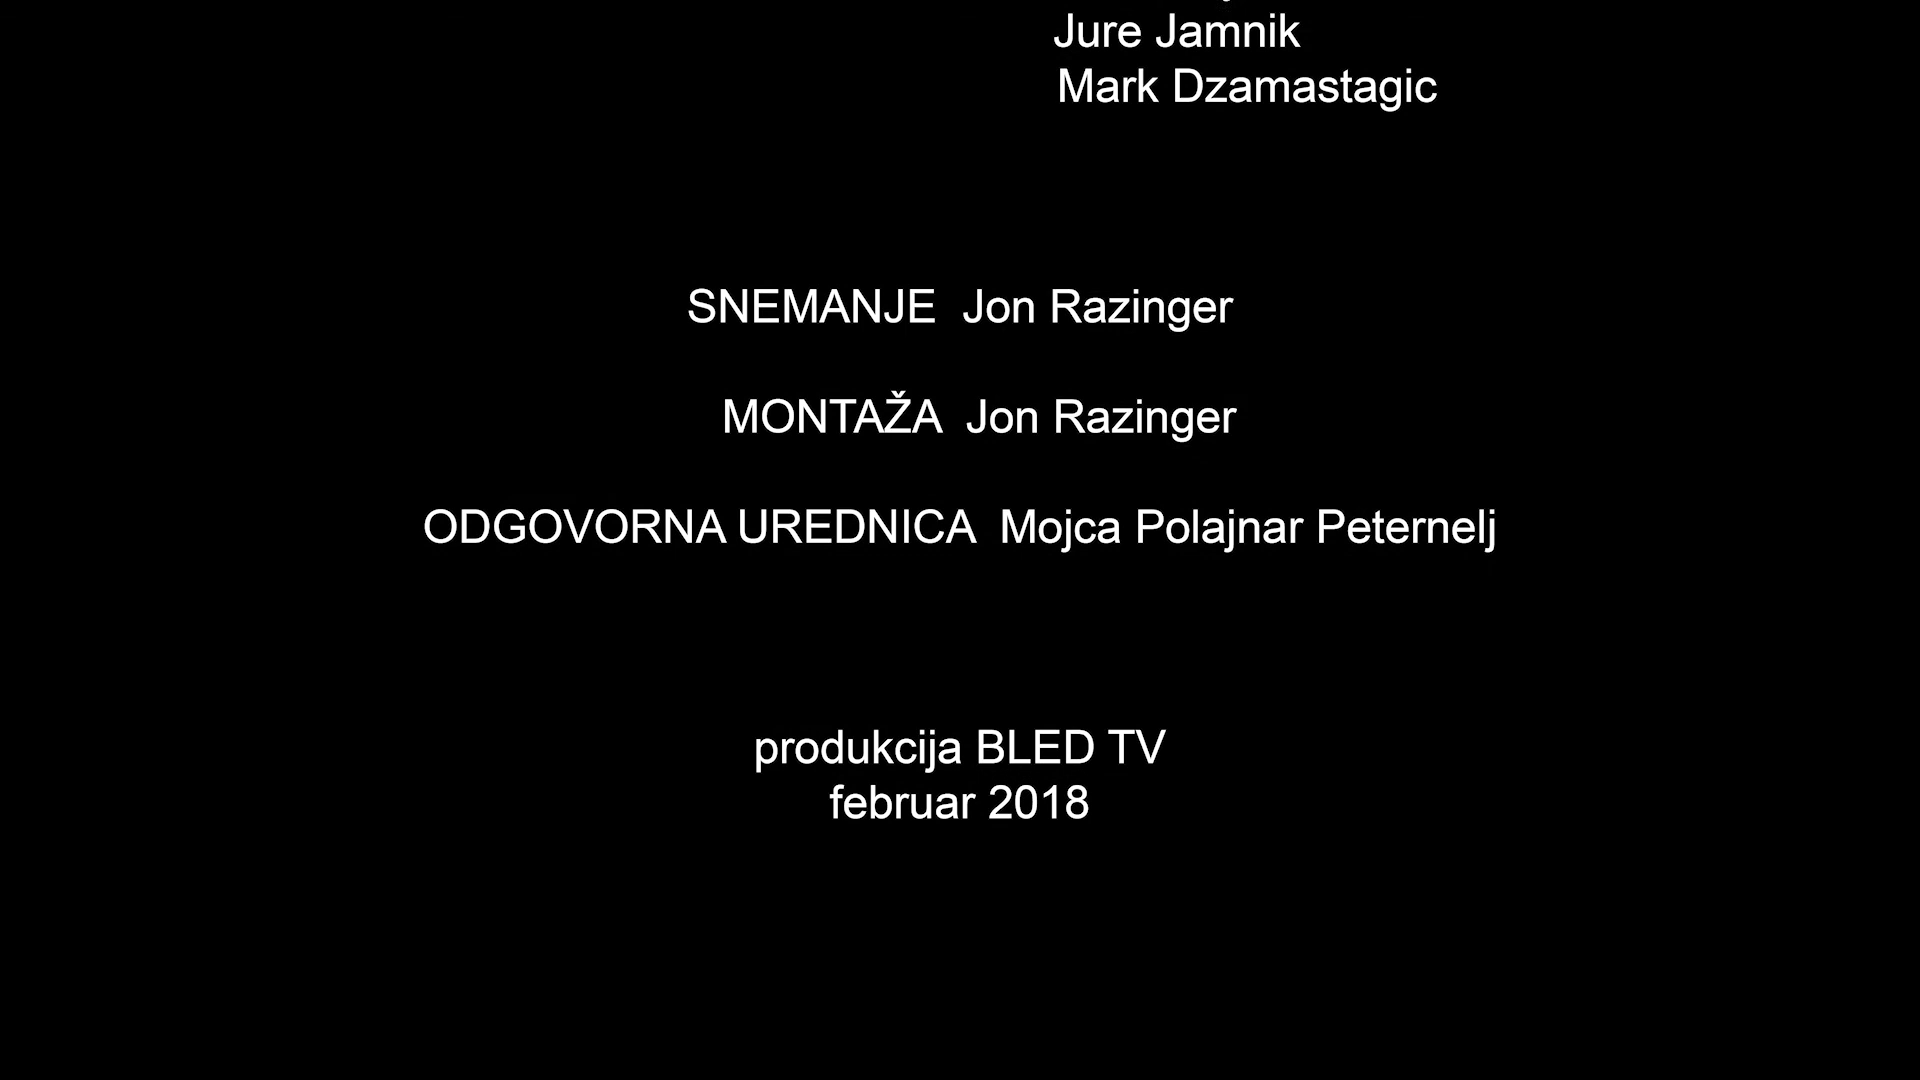 Jure Jamnik
Mark Dzamastagic
SNEMANJE  Jon Razinger
MONTAŽA  Jon Razinger
ODGOVORNA UREDNICA  Mojca Polajnar Peternelj
produkcija BLED TV
februar 2018